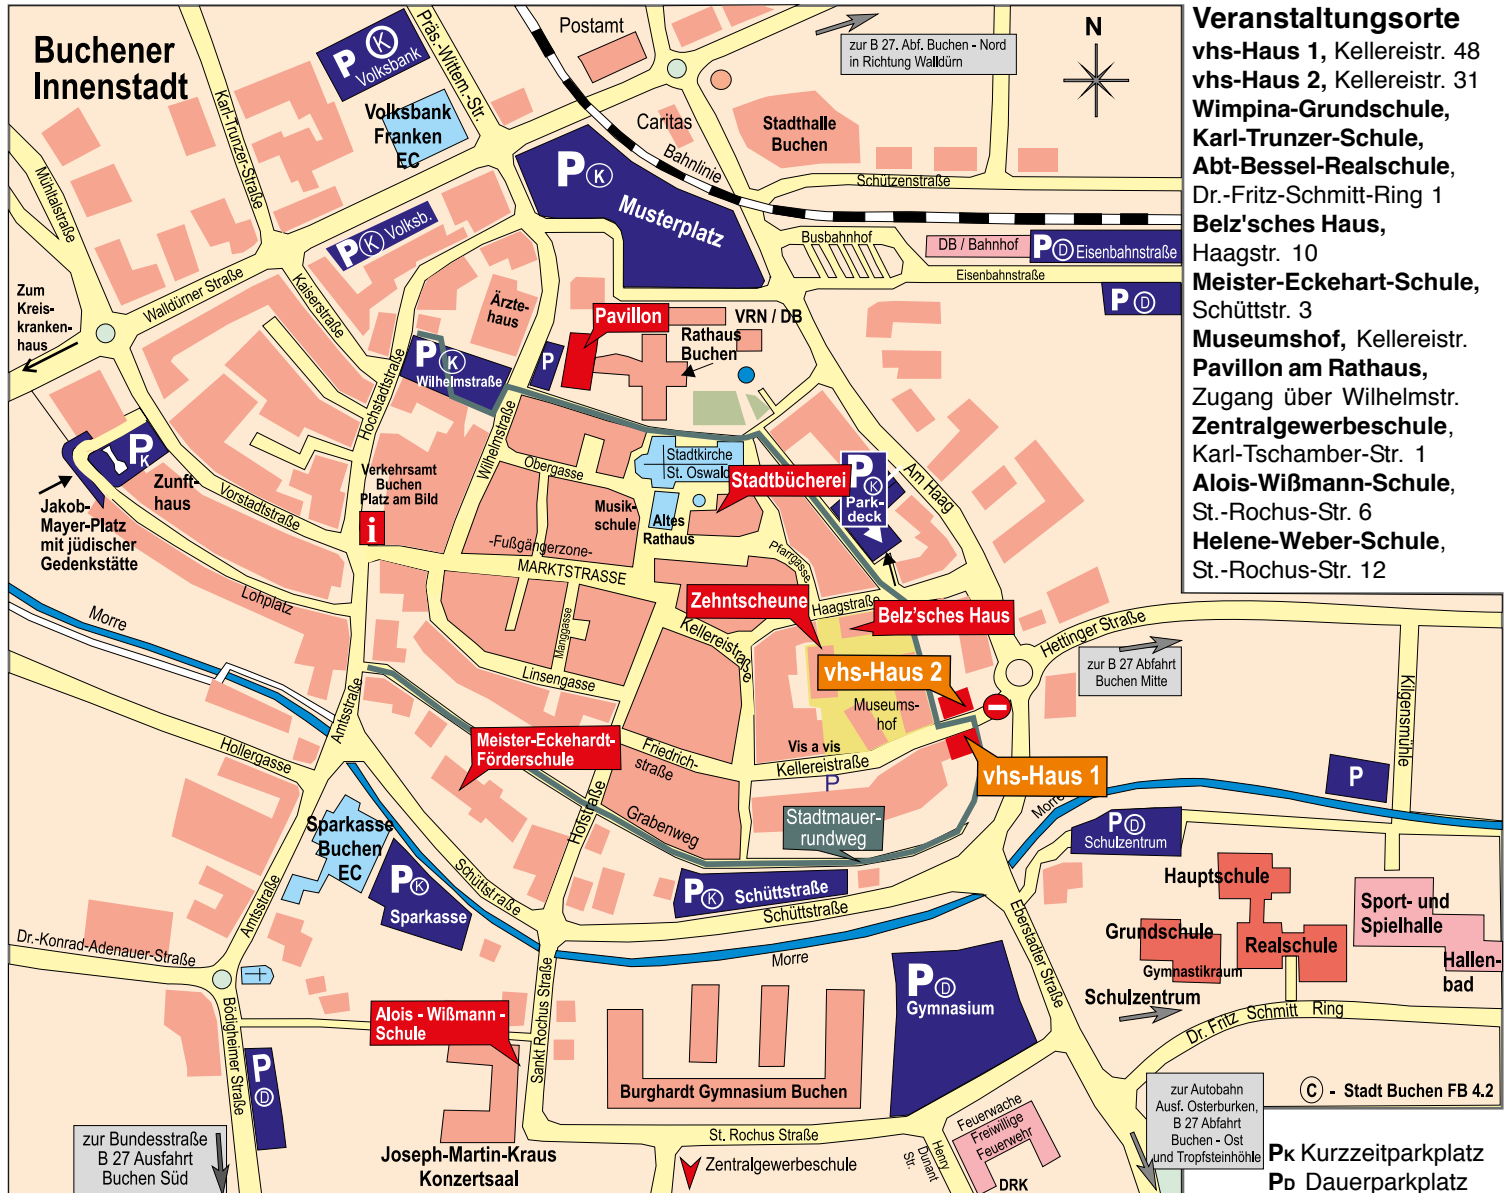 Buchener
Innenstadt
P K
Volksbank
Präs.-Wittem.-Str.
Postamt
zur B 27. Abf. Buchen - Nord
in Richtung Walldürn
N
Karl-Trunzer-Straße
Volksbank
Franken
EC
Caritas
Bahnlinie
Stadthalle
Buchen
Schützenstraße
Mühltalstraße
P K
Musterplatz
P K Volksb.
Busbahnhof
DB / Bahnhof
P D Eisenbahnstraße
Eisenbahnstraße
P D
Zum
Kreis-
kranken-
haus
Walldürner Straße
Kaiserstraße
Ärzte-
haus
Pavillon
VRN / DB
Rathaus
Buchen
P K
Wilhelmstraße
P
Hochstadtstraße
Wilhelmstraße
P K
Zunft-
haus
Vorstadtstraße
Jakob-
Mayer-Platz
mit jüdischer
Gedenkstätte
Verkehrsamt
Buchen
Platz am Bild
i
Obergasse
Musik-
schule
Stadtkirche
St. Oswald
Stadtbücherei
Altes
Rathaus
P K
Park-
deck
Am Haag
-Fußgängerzone-
MARKTSTRASSE
Pfarrgasse
Haagstraße
Zehntscheune
Belz'sches Haus
Lohplatz
Morre
Manggasse
Kellereistraße
Linsengasse
vhs-Haus 2
Museums-
hof
Hettinger Straße
zur B 27 Abfahrt
Buchen Mitte
Kilgensmühle
Amtsstraße
Hollergasse
Meister-Eckehardt-
Förderschule
Friedrich-
straße
Vis a vis
Kellereistraße
P
vhs-Haus 1
Morre
P
Grabenweg
Hofstraße
Stadtmauer-
rundweg
P D
Schulzentrum
Sparkasse
Buchen
EC
P K
Sparkasse
Schüttstraße
P K Schüttstraße
Schüttstraße
Hauptschule
Grundschule
Gymnastikraum
Realschule
Sport- und
Spielhalle
Hallen-
bad
Schulzentrum
Amtsstraße
Dr.-Konrad-Adenauer-Straße
Morre
Eberstadter Straße
P D
Gymnasium
Dr. Fritz Schmitt Ring
Bödigheimer Straße
P D
Alois - Wißmann -
Schule
Sankt Rochus Straße
Burghardt Gymnasium Buchen
zur Bundesstraße
B 27 Ausfahrt
Buchen Süd
Joseph-Martin-Kraus
Konzertsaal
St. Rochus Straße
Zentralgewerbeschule
Henry
Dunant
Str.
Feuerwache
Freiwillige
Feuerwehr
DRK
zur Autobahn
Ausf. Osterburken,
B 27 Abfahrt
Buchen - Ost
und Tropfsteinhöhle
C - Stadt Buchen FB 4.2
PK Kurzzeitparkplatz
PD Dauerparkplatz
Veranstaltungsorte
vhs-Haus 1, Kellereistr. 48
vhs-Haus 2, Kellereistr. 31
Wimpina-Grundschule,
Karl-Trunzer-Schule,
Abt-Bessel-Realschule,
Dr.-Fritz-Schmitt-Ring 1
Belz'sches Haus,
Haagstr. 10
Meister-Eckehart-Schule,
Schüttstr. 3
Museumshof, Kellereistr.
Pavillon am Rathaus,
Zugang über Wilhelmstr.
Zentralgewerbeschule,
Karl-Tschamber-Str. 1
Alois-Wißmann-Schule,
St.-Rochus-Str. 6
Helene-Weber-Schule,
St.-Rochus-Str. 12